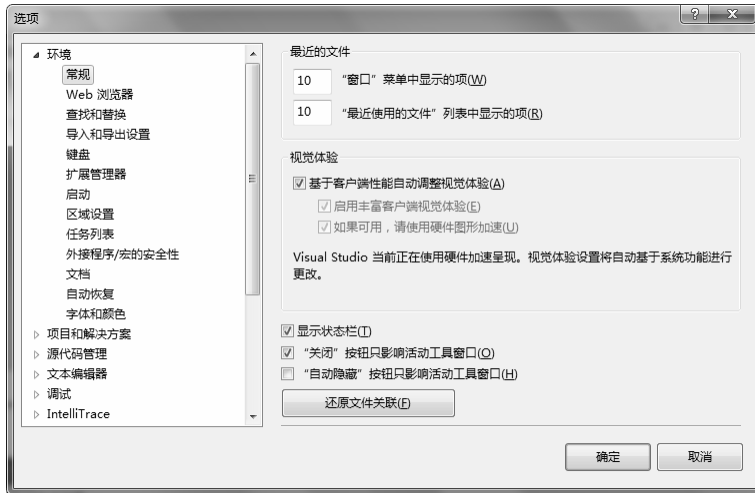 选项
环境
常规
Web 浏览器
查找和替换
导入和导出设置
键盘
扩展管理器
启动
区域设置
任务列表
外接程序/宏的安全性
文档
自动恢复
字体和颜色
项目和解决方案
源代码管理
文本编辑器
调试
IntelliTrace
最近的文件
10 “窗口”菜单中显示的项(W)
10 “最近使用的文件”列表中显示的项(R)
视觉体验
基于客户端性能自动调整视觉体验(A)
启用丰富客户端视觉体验(E)
如果可用，请使用硬件图形加速(U)
Visual Studio 当前正在使用硬件加速呈现。视觉体验设置将自动基于系统功能进行
更改。
显示状态栏(T)
“关闭”按钮只影响活动工具窗口(O)
“自动隐藏”按钮只影响活动工具窗口(H)
还原文件关联(F)
确定
取消